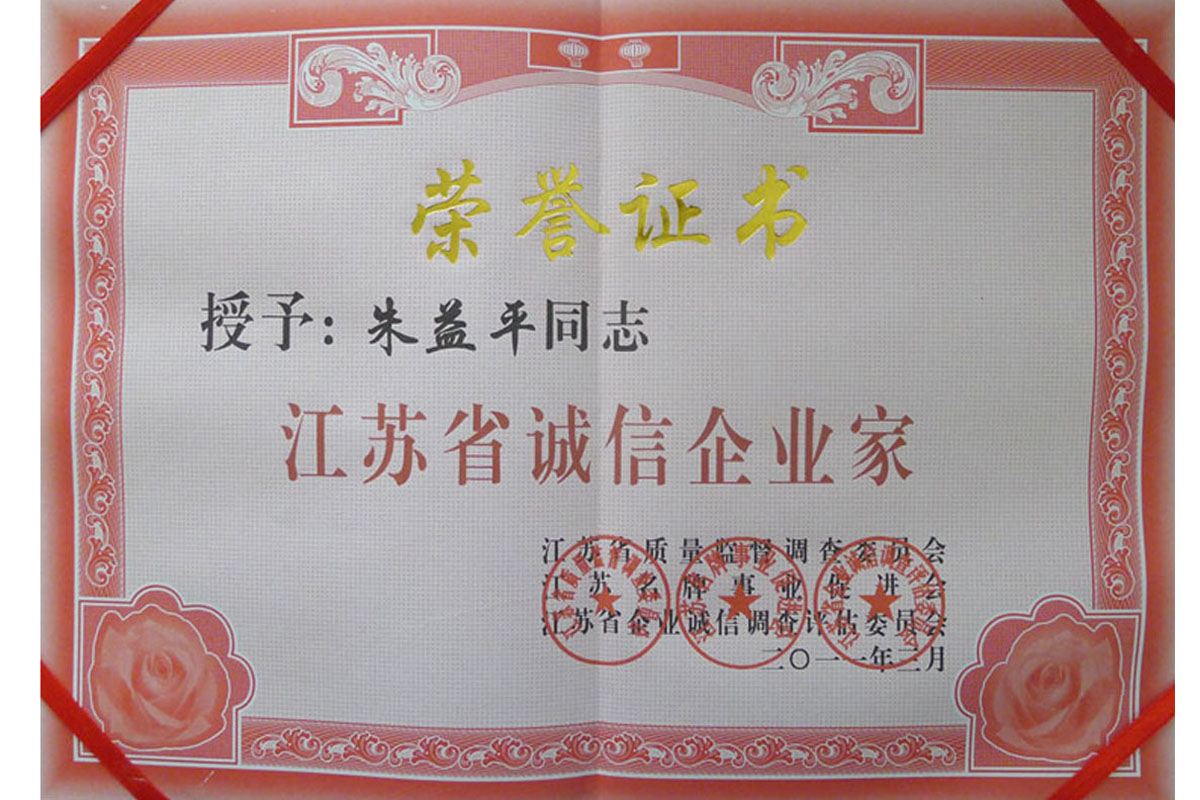 荣誉证书
授予：朱益平同志
江苏省诚信企业家
江苏省质量监督调查委员会
江苏名牌事业促进会
江苏省企业诚信调查评估委员会
二〇一一年三月